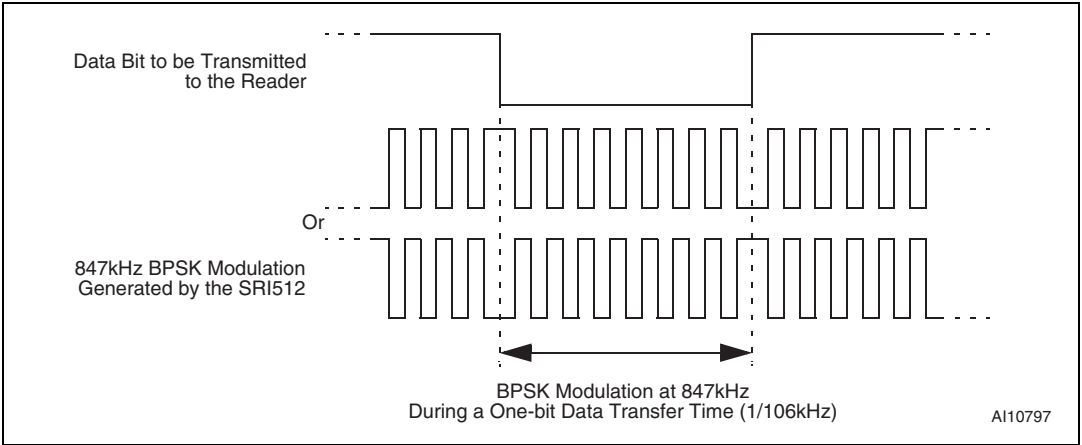 Data Bit to be Transmitted
to the Reader
Or
847kHz BPSK Modulation
Generated by the SRI512
BPSK Modulation at 847kHz
During a One-bit Data Transfer Time (1/106kHz)
AI10797